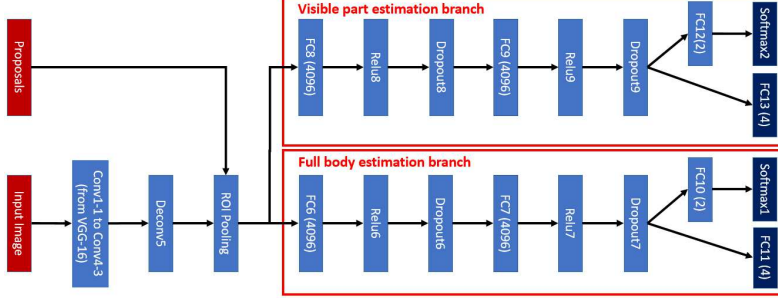 Visible part estimation branch
Proposals
FC8 (4096)
Relu8
Dropout8
FC9 (4096)
Relu9
Dropout9
FC12(2)
Softmax2
FC13 (4)
Full body estimation branch
Input Image
Conv1-1 to Conv4-3
(from VGG-16)
Deconv5
ROI Pooling
FC6 (4096)
Relu6
Dropout6
FC7 (4096)
Relu7
Dropout7
FC10 (2)
Softmax1
FC11 (4)